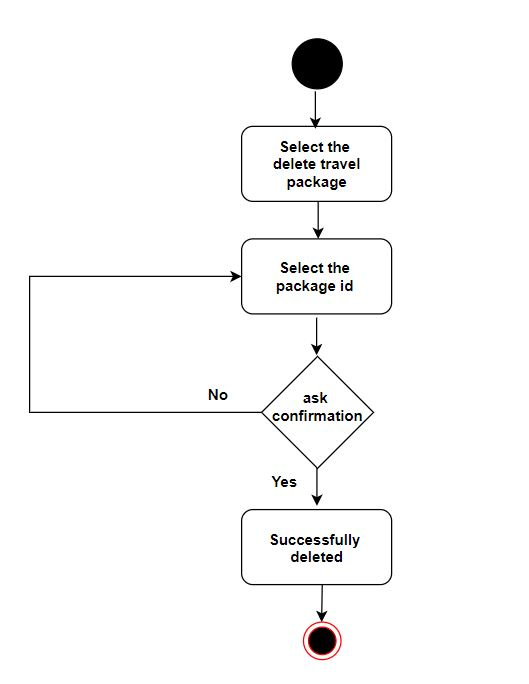 Select the
delete travel
package
Select the
package id
No
ask
confirmation
Yes
Successfully
deleted